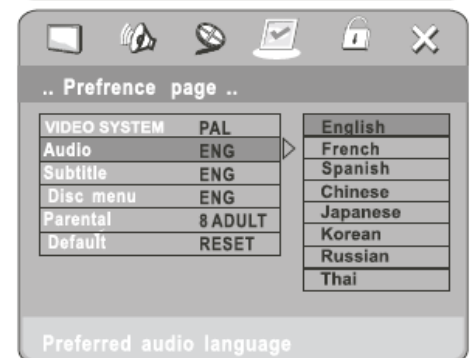 .. Prefrence page ..
VIDEO SYSTEM PAL
Audio ENG
Subtitle ENG
Disc menu ENG
Parental 8 ADULT
Default RESET
English
French
Spanish
Chinese
Japanese
Korean
Russian
Thai
Preferred audio language